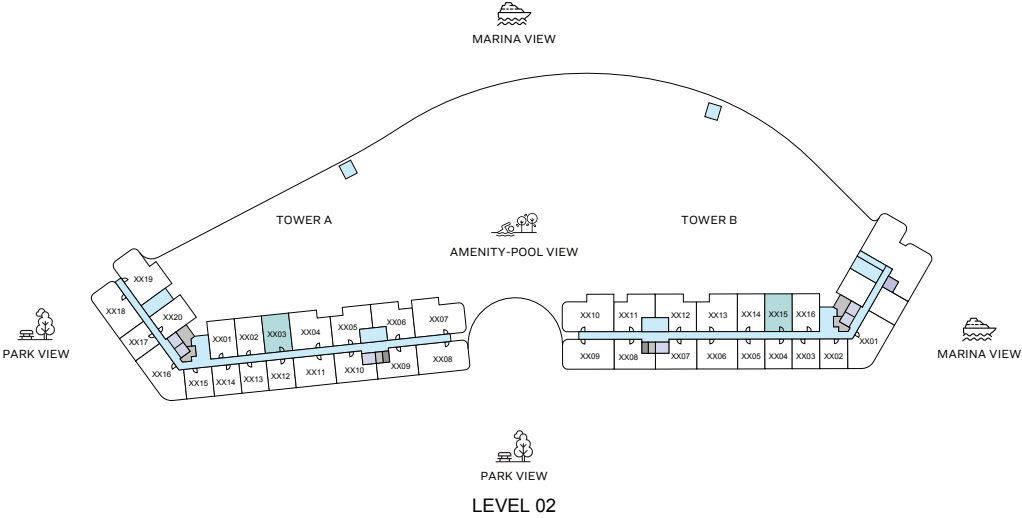 MARINA VIEW
TOWER A
TOWER B
AMENITY-POOL VIEW
XX19
XX18
XX20
XX17
XX16
XX01
XX02
XX03
XX04
XX05
XX06
XX07
XX15
XX14
XX13
XX12
XX11
XX10
XX09
XX08
XX10
XX11
XX12
XX13
XX14
XX15
XX16
XX01
XX09
XX08
XX07
XX06
XX05
XX04
XX03
XX02
PARK VIEW
MARINA VIEW
PARK VIEW
LEVEL 02